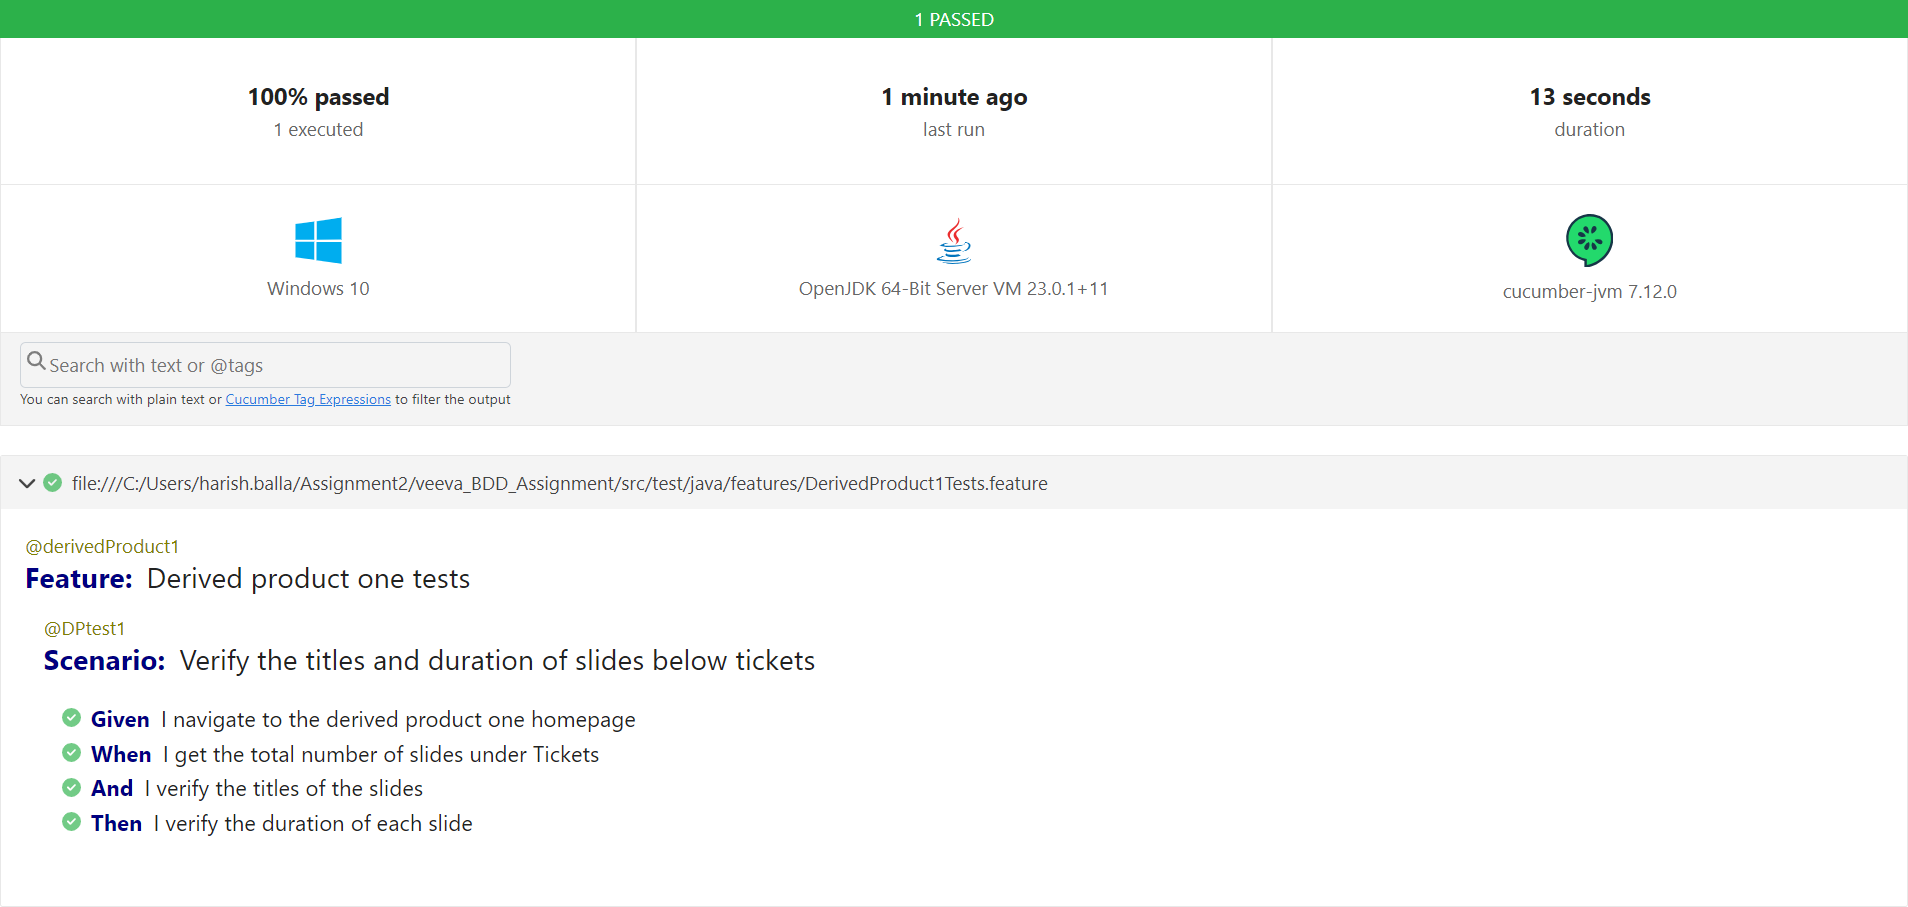 1 PASSED
100% passed
1 executed
1 minute ago
last run
13 seconds
duration
Windows 10
OpenJDK 64-Bit Server VM 23.0.1+11
cucumber-jvm 7.12.0
Search with text or @tags
You can search with plain text or Cucumber Tag Expressions to filter the output
file:///C:/Users/harish.balla/Assignment2/veeva_BDD_Assignment/src/test/java/features/DerivedProduct1Tests.feature
@derivedProduct1
Feature: Derived product one tests
@DPtest1
Scenario: Verify the titles and duration of slides below tickets
Given I navigate to the derived product one homepage
When I get the total number of slides under Tickets
And I verify the titles of the slides
Then I verify the duration of each slide